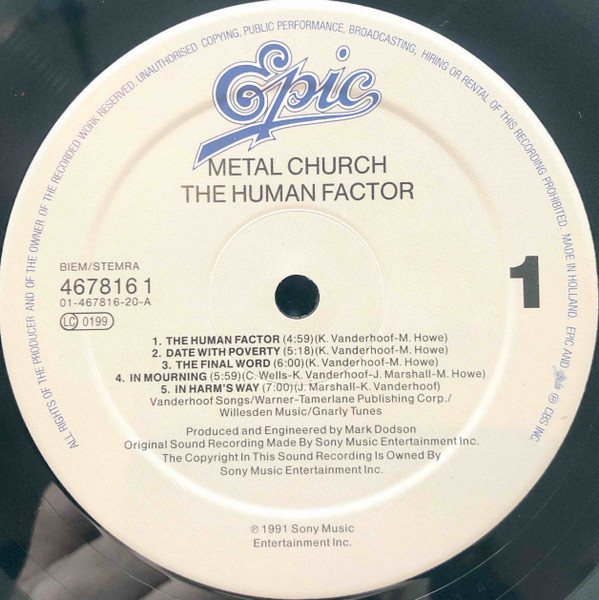 ALL RIGHTS OF THE PRODUCER AND OF THE OWNER OF THE RECORDED WORK RESERVED. UNAUTHORISED COPYING, PUBLIC PERFORMANCE, BROADCASTING, HIRING OR RENTAL OF THIS RECORDING PROHIBITED. MADE IN HOLLAND. EPIC AND Epic ® CBS INC.
Epic
METAL CHURCH
THE HUMAN FACTOR
BIEM/STEMRA
467816 1
01-467816-20-A
LC 0199
1
1. THE HUMAN FACTOR (4:59)(K. Vanderhoof-M. Howe)
2. DATE WITH POVERTY (5:18)(K. Vanderhoof-M. Howe)
3. THE FINAL WORD (6:00)(K. Vanderhoof-M. Howe)
4. IN MOURNING (5:59)(C. Wells-K. Vanderhoof-J. Marshall-M. Howe)
5. IN HARM'S WAY (7:00)(J. Marshall-K. Vanderhoof)
Vanderhoof Songs/Warner-Tamerlane Publishing Corp./
Willesden Music/Gnarly Tunes
Produced and Engineered by Mark Dodson
Original Sound Recording Made By Sony Music Entertainment Inc.
The Copyright In This Sound Recording Is Owned By
Sony Music Entertainment Inc.
℗ 1991 Sony Music
Entertainment Inc.